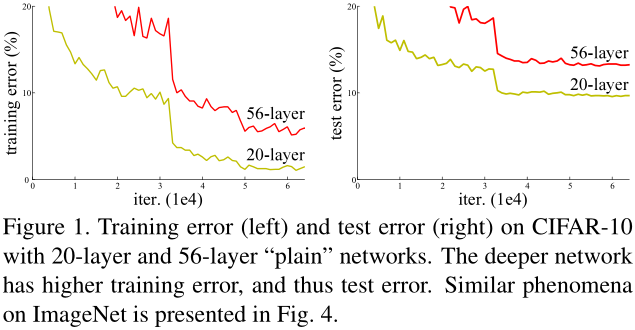 training error (%)
20
10
0
0 1 2 3 4 5 6
iter. (1e4)
56-layer
20-layer
test error (%)
20
10
0
0 1 2 3 4 5 6
iter. (1e4)
56-layer
20-layer
Figure 1. Training error (left) and test error (right) on CIFAR-10
with 20-layer and 56-layer “plain” networks. The deeper network
has higher training error, and thus test error. Similar phenomena
on ImageNet is presented in Fig. 4.